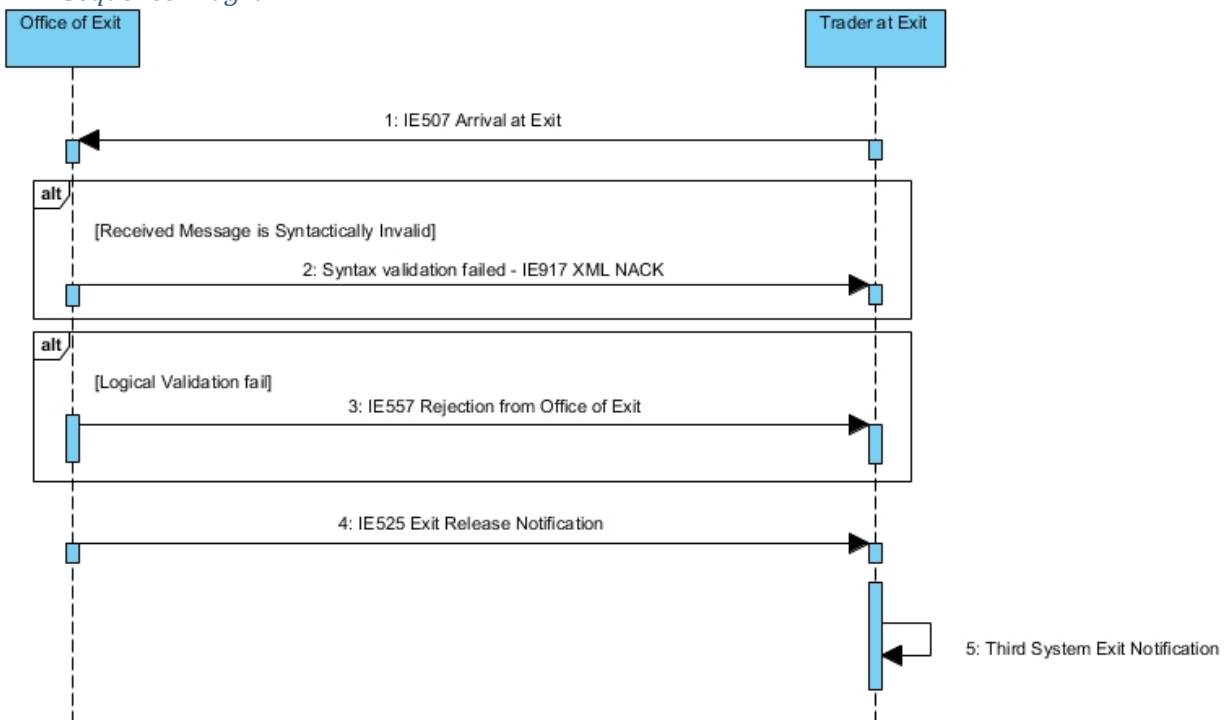 Office of Exit
Trader at Exit
1: IE507 Arrival at Exit
alt
[Received Message is Syntactically Invalid]
2: Syntax validation failed - IE917 XML NACK
alt
[Logical Validation fail]
3: IE557 Rejection from Office of Exit
4: IE525 Exit Release Notification
5: Third System Exit Notification